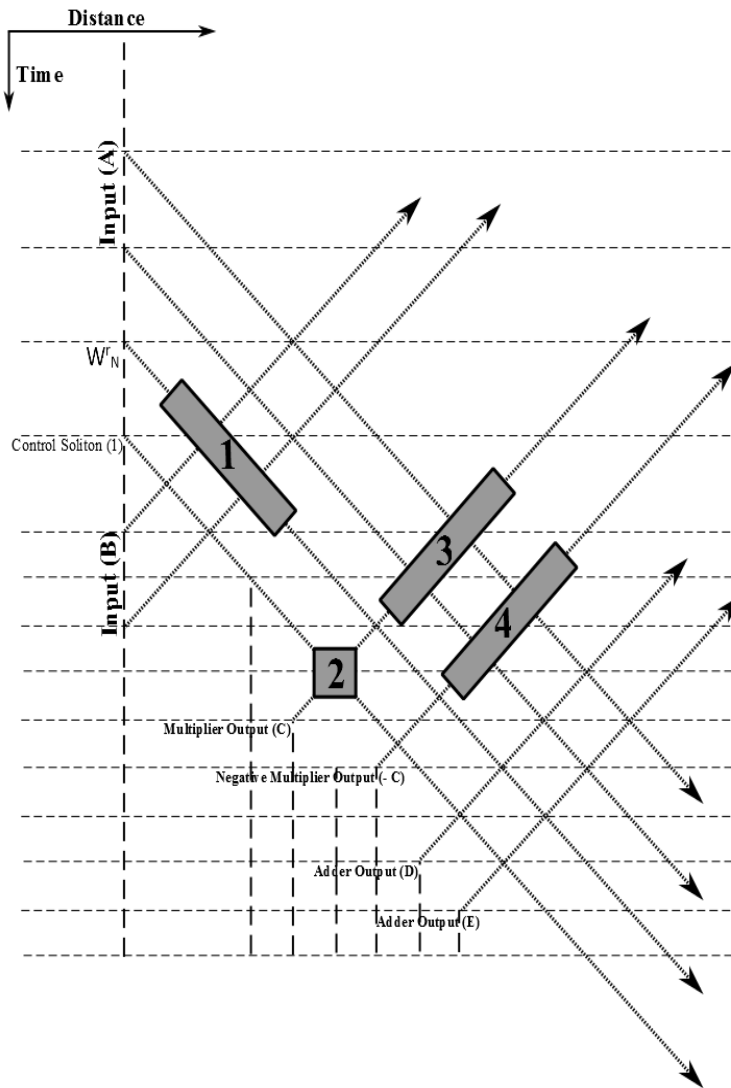 Distance
Time
Input (A)
WʳN
Control Soliton (1)
1
Input (B)
3
4
2
Multiplier Output (C)
Negative Multiplier Output (- C)
Adder Output (D)
Adder Output (E)